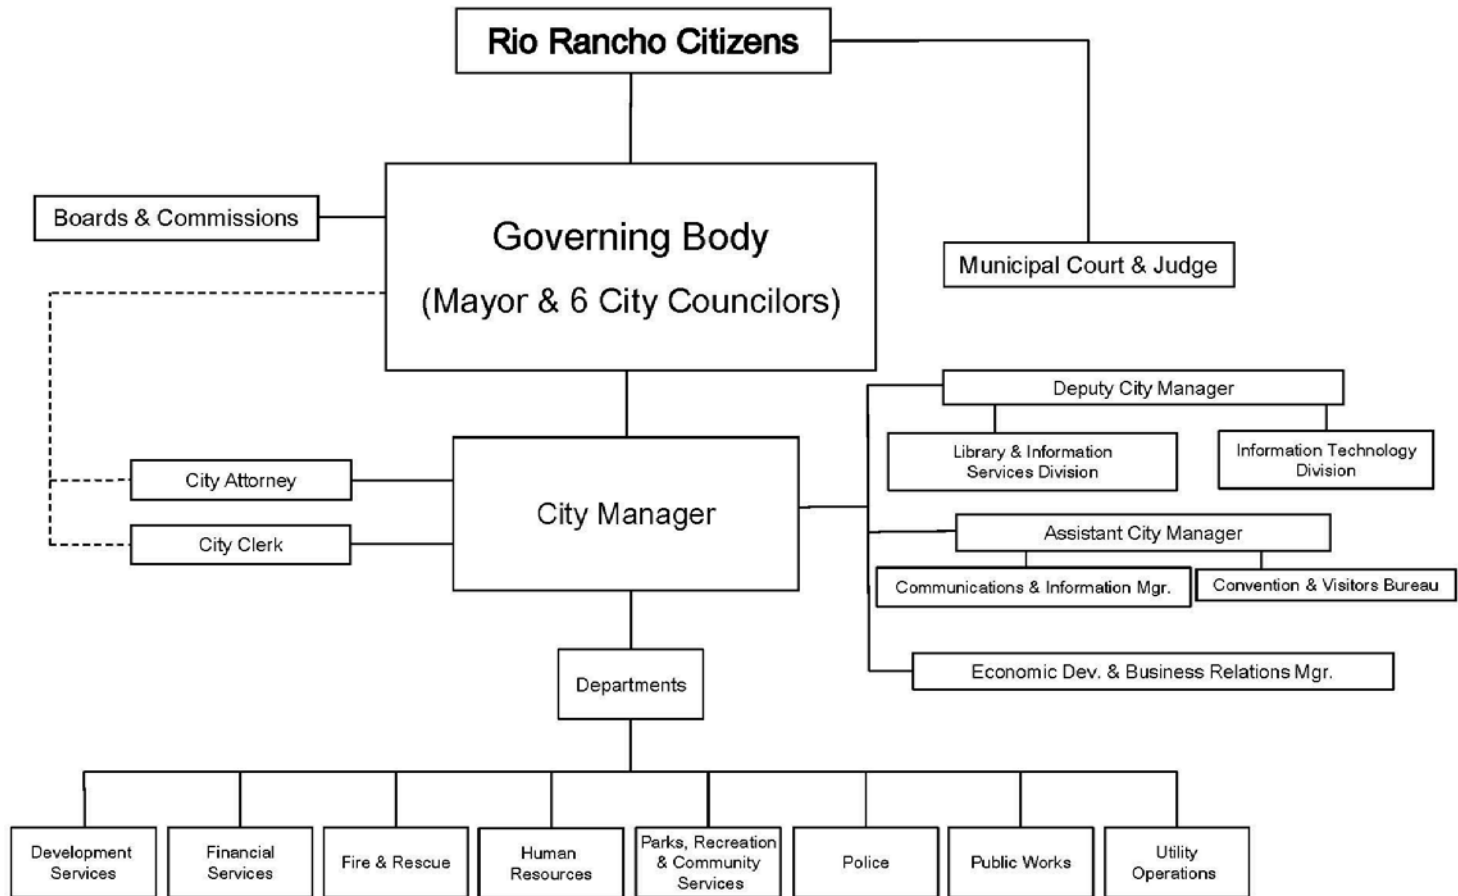 Rio Rancho Citizens
Boards & Commissions
Governing Body
(Mayor & 6 City Councilors)
Municipal Court & Judge
Deputy City Manager
Library & Information
Services Division
Information Technology
Division
City Attorney
City Manager
City Clerk
Assistant City Manager
Communications & Information Mgr.
Convention & Visitors Bureau
Economic Dev. & Business Relations Mgr.
Departments
Development
Services
Financial
Services
Fire & Rescue
Human
Resources
Parks, Recreation
& Community
Services
Police
Public Works
Utility
Operations